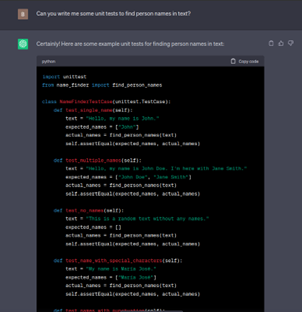 Can you write me some unit tests to find person names in text?
Certainly! Here are some example unit tests for finding person names in text:
python
Copy code
import unittest
from name_finder import find_person_names
class NameFinderTestCase(unittest.TestCase):
def test_single_name(self):
text = "Hello, my name is John."
expected_names = ["John"]
actual_names = find_person_names(text)
self.assertEqual(expected_names, actual_names)
def test_multiple_names(self):
text = "Hello, my name is John Doe. I'm here with Jane Smith."
expected_names = ["John Doe", "Jane Smith"]
actual_names = find_person_names(text)
self.assertEqual(expected_names, actual_names)
def test_no_names(self):
text = "This is a random text without any names."
expected_names = []
actual_names = find_person_names(text)
self.assertEqual(expected_names, actual_names)
def test_name_with_special_characters(self):
text = "My name is María José."
expected_names = ["María José"]
actual_names = find_person_names(text)
self.assertEqual(expected_names, actual_names)